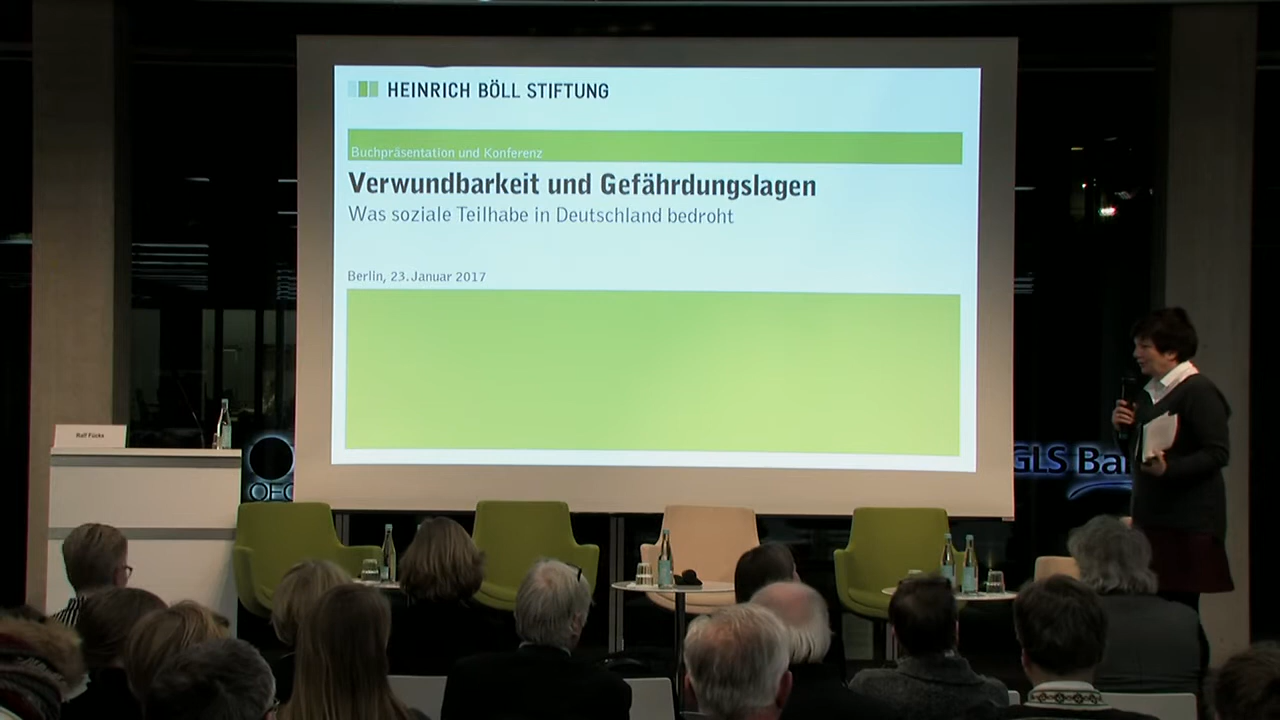 HEINRICH BÖLL STIFTUNG
Buchpräsentation und Konferenz
Verwundbarkeit und Gefährdungslagen
Was soziale Teilhabe in Deutschland bedroht
Berlin, 23. Januar 2017
Ralf Fücks
GLS